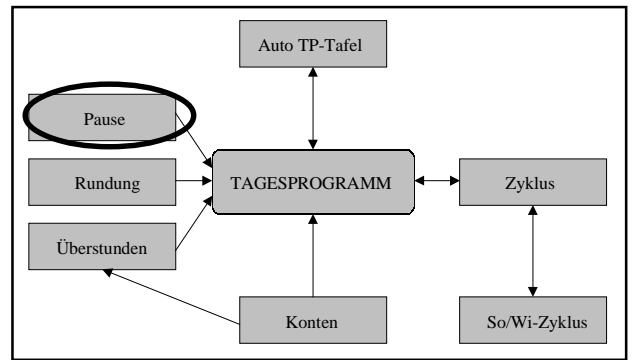 Auto TP-Tafel
Pause
Rundung
TAGESPROGRAMM
Zyklus
Überstunden
Konten
So/Wi-Zyklus